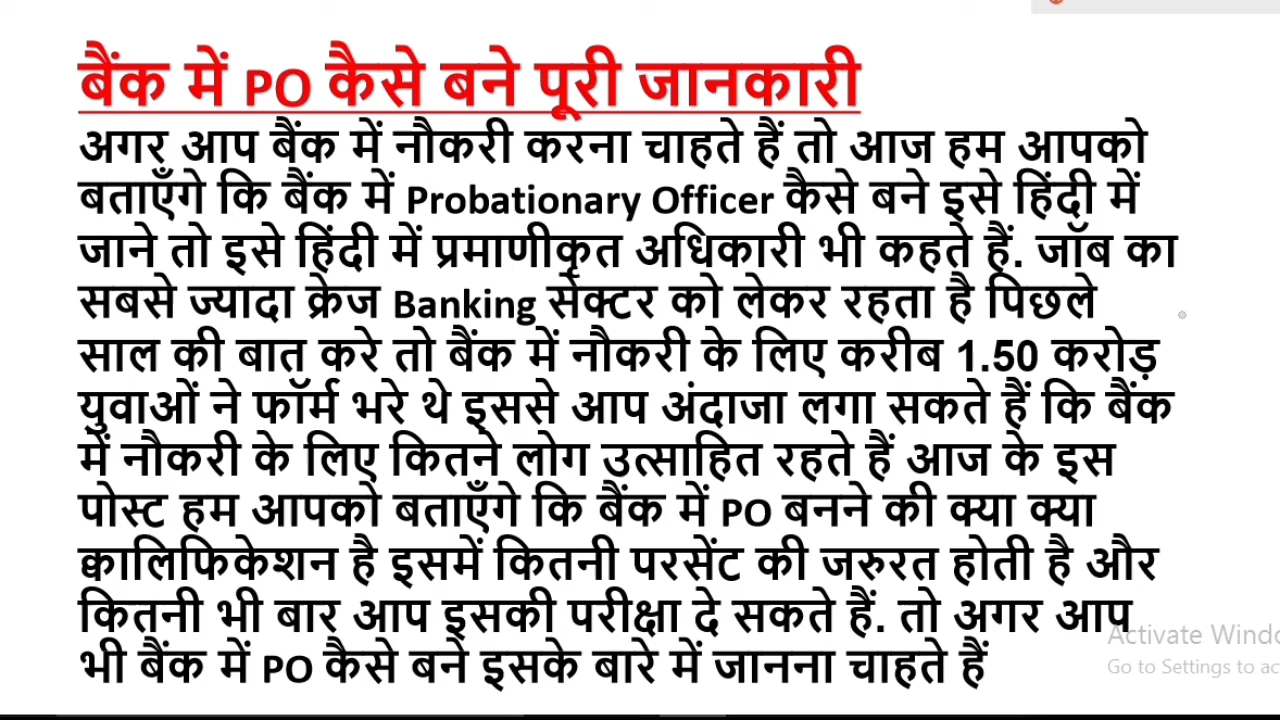 बैंक में PO कैसे बने पूरी जानकारी
अगर आप बैंक में नौकरी करना चाहते हैं तो आज हम आपको
बताएँगे कि बैंक में Probationary Officer कैसे बने इसे हिंदी में
जाने तो इसे हिंदी में प्रमाणीकृत अधिकारी भी कहते हैं. जॉब का
सबसे ज्यादा क्रेज Banking सेक्टर को लेकर रहता है पिछले
साल की बात करे तो बैंक में नौकरी के लिए करीब 1.50 करोड़
युवाओं ने फॉर्म भरे थे इससे आप अंदाजा लगा सकते हैं कि बैंक
में नौकरी के लिए कितने लोग उत्साहित रहते हैं आज के इस
पोस्ट हम आपको बताएँगे कि बैंक में PO बनने की क्या क्या
क्वालिफिकेशन है इसमें कितनी परसेंट की जरुरत होती है और
कितनी भी बार आप इसकी परीक्षा दे सकते हैं. तो अगर आप
भी बैंक में PO कैसे बने इसके बारे में जानना चाहते हैं
Activate Windo
Go to Settings to ac